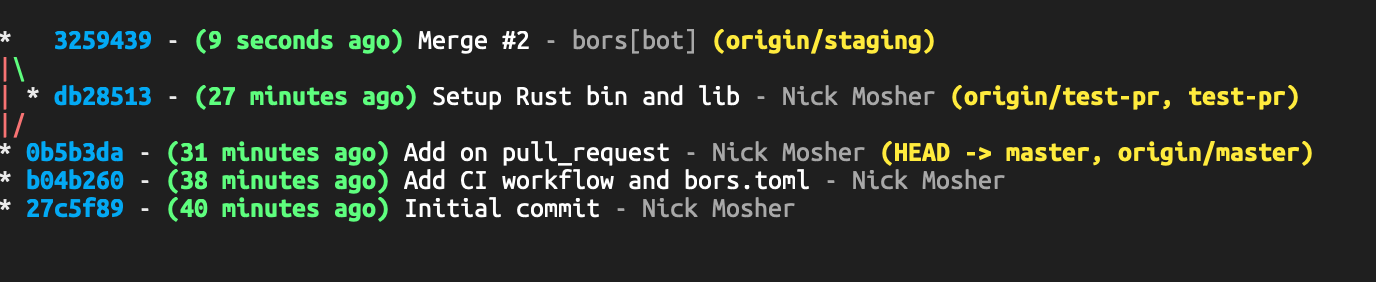 *   3259439 - (9 seconds ago) Merge #2 - bors[bot] (origin/staging)
|\
| * db28513 - (27 minutes ago) Setup Rust bin and lib - Nick Mosher (origin/test-pr, test-pr)
|/
* 0b5b3da - (31 minutes ago) Add on pull_request - Nick Mosher (HEAD -> master, origin/master)
* b04b260 - (38 minutes ago) Add CI workflow and bors.toml - Nick Mosher
* 27c5f89 - (40 minutes ago) Initial commit - Nick Mosher